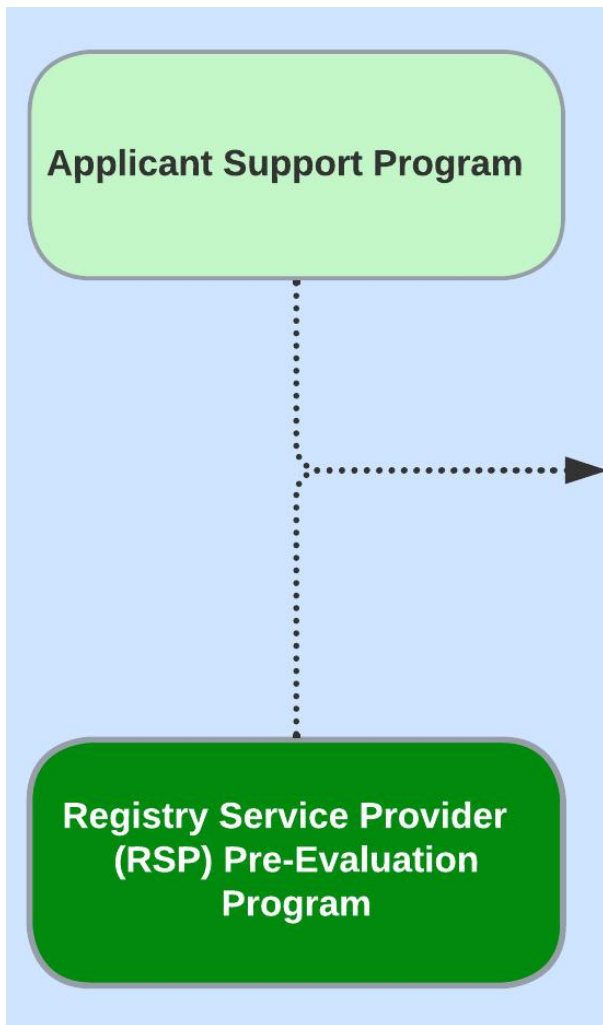 Applicant Support Program
Registry Service Provider
(RSP) Pre-Evaluation
Program